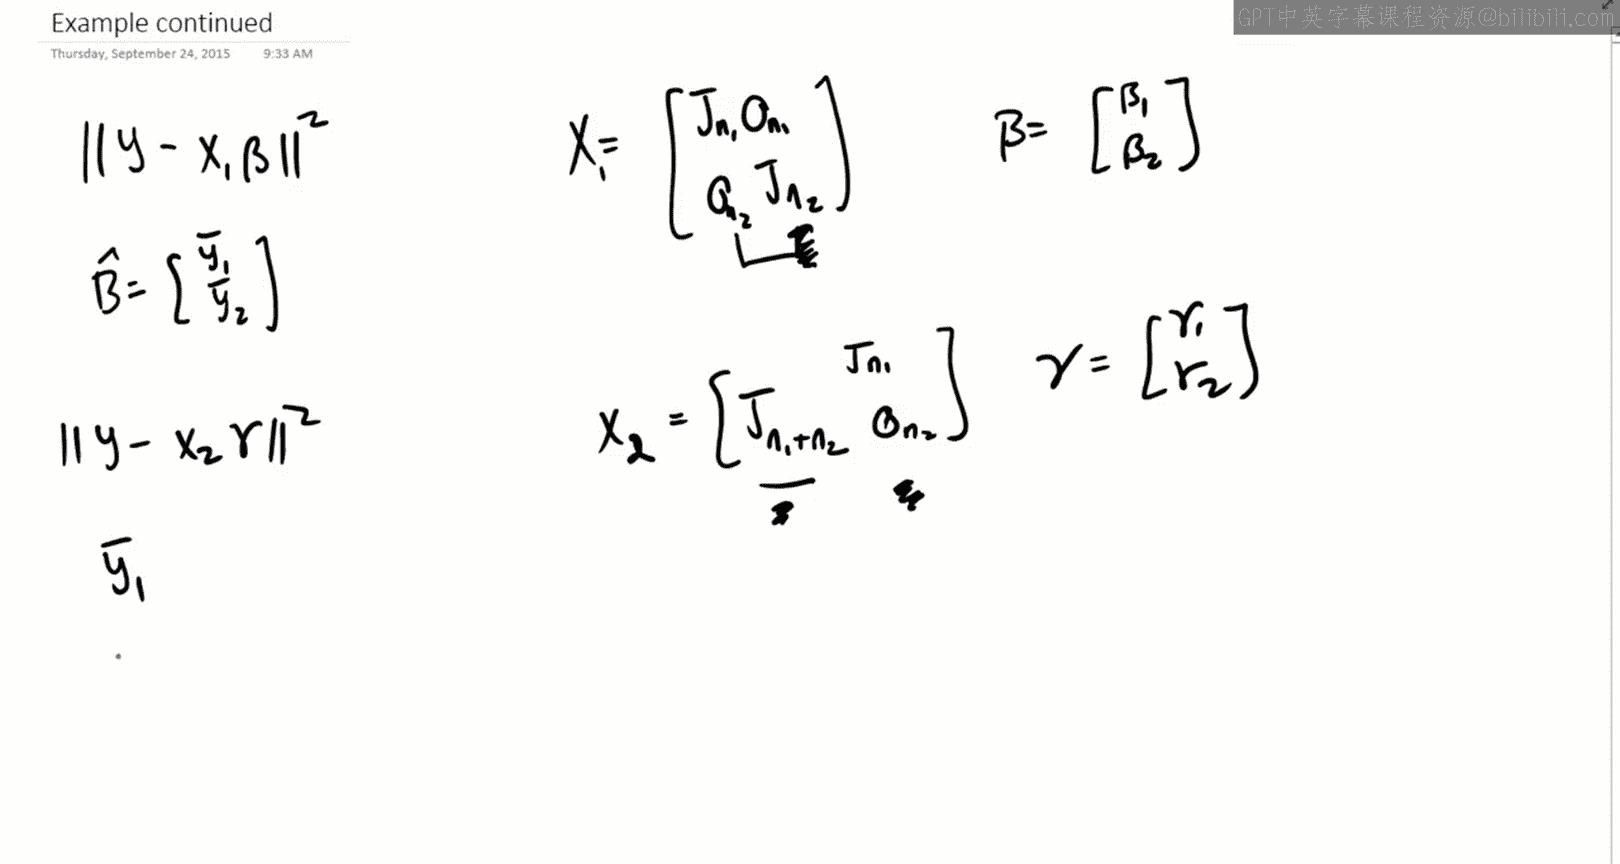 Example continued
Thursday, September 24, 2015 9:33 AM
GPT中英字幕课程资源@bilibili.com
||y - x₁β||²
X₁ = [J_{n₁} 0_{n₁}
0_{n₂} J_{n₂}]
β = [β₁
β₂]
β̂ = [ȳ₁
ȳ₂]
||y - x₂γ||²
x₂ = [J_{n₁+n₂} J_{n₁}
0_{n₂}]
γ = [γ₁
γ₂]
ȳ₁